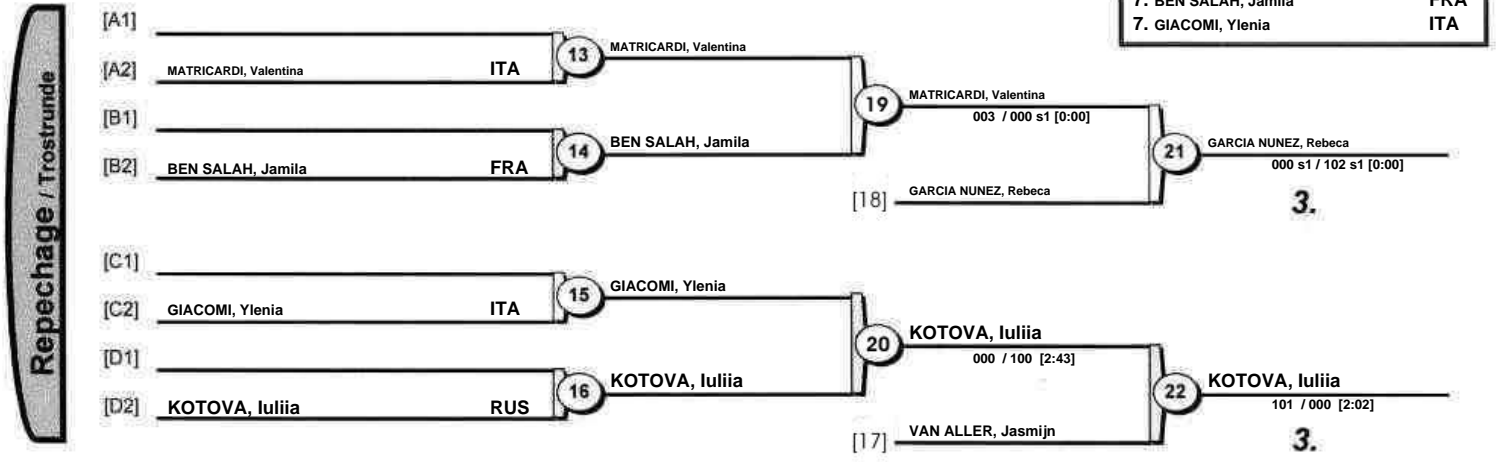 7. BEN SALAH, Jamila FRA
7. GIACOMI, Ylenia ITA
Repechage / Trostrunde
[A1]
[A2] MATRICARDI, Valentina ITA
13
MATRICARDI, Valentina
[B1]
[B2] BEN SALAH, Jamila FRA
14
BEN SALAH, Jamila
19
MATRICARDI, Valentina
003 / 000 s1 [0:00]
[18] GARCIA NUNEZ, Rebeca
21
GARCIA NUNEZ, Rebeca
000 s1 / 102 s1 [0:00]
3.
[C1]
[C2] GIACOMI, Ylenia ITA
15
GIACOMI, Ylenia
[D1]
[D2] KOTOVA, Iuliia RUS
16
KOTOVA, Iuliia
20
KOTOVA, Iuliia
000 / 100 [2:43]
[17] VAN ALLER, Jasmijn
22
KOTOVA, Iuliia
101 / 000 [2:02]
3.